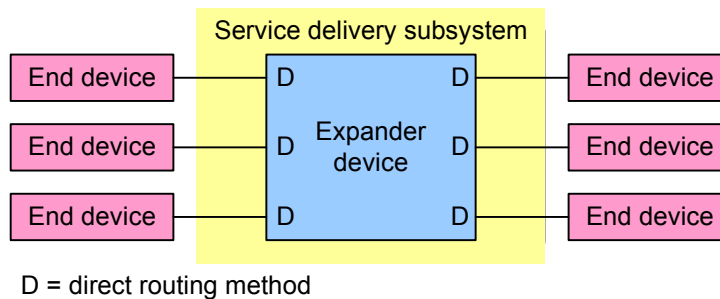 Service delivery subsystem
End device D D End device
Expander
End device D D End device
device
End device D D End device
D = direct routing method